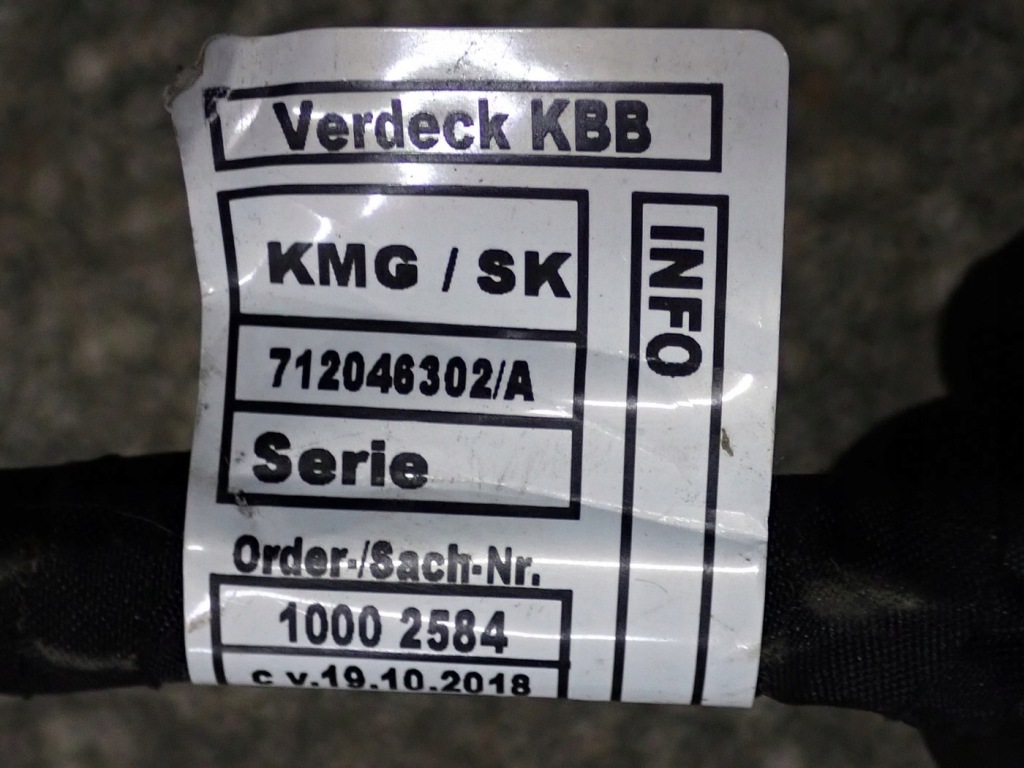 Verdeck KBB
KMG / SK
INFO
712046302/A
Serie
Order-/Sach-Nr.
1000 2584
c v.19.10.2018